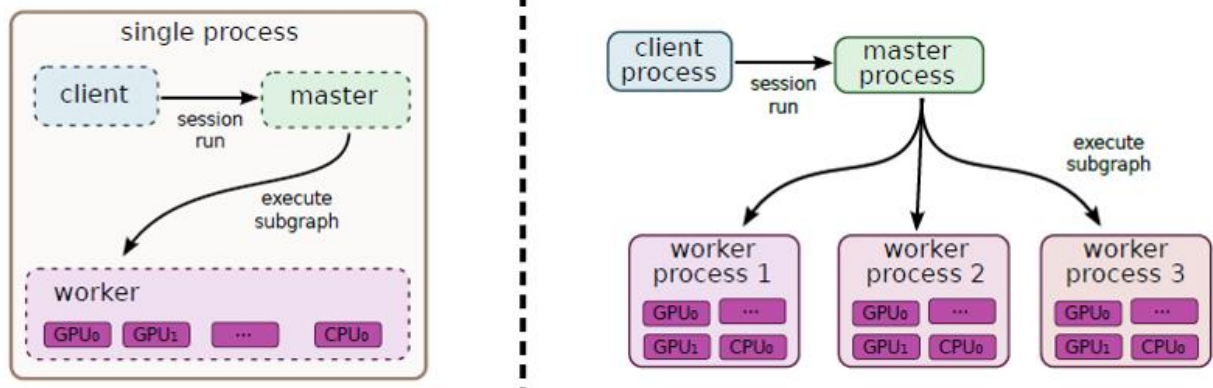 single process
client
master
session
run
execute
subgraph
worker
GPU₀
GPU₁
...
CPU₀
client
process
master
process
session
run
execute
subgraph
worker
process 1
GPU₀
...
GPU₁
CPU₀
worker
process 2
GPU₀
...
GPU₁
CPU₀
worker
process 3
GPU₀
...
GPU₁
CPU₀